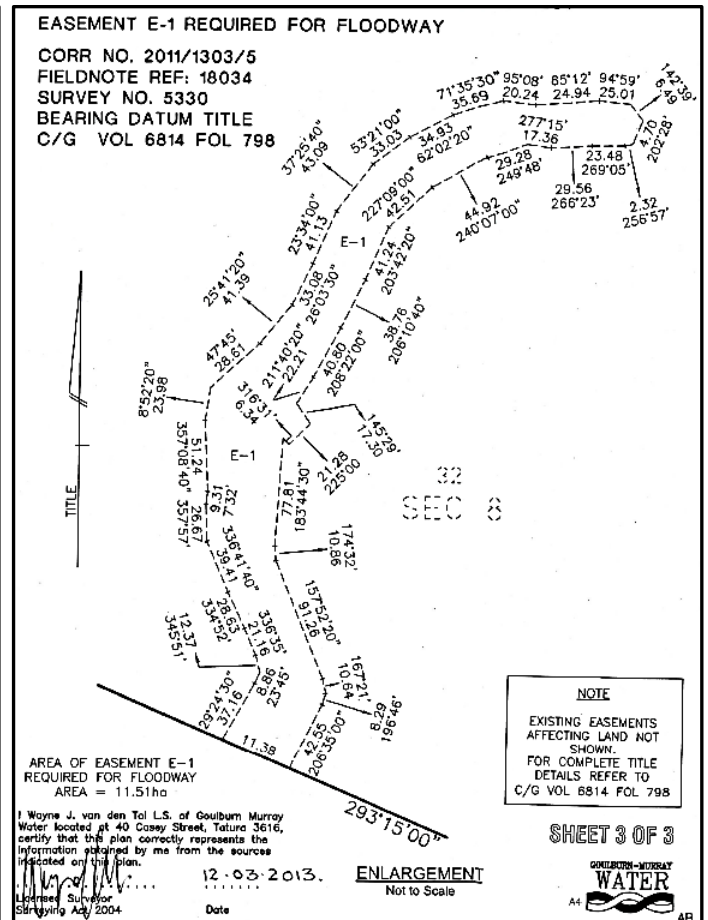 EASEMENT E-1 REQUIRED FOR FLOODWAY
CORR NO. 2011/1303/5
FIELDNOTE REF: 18034
SURVEY NO. 5330
BEARING DATUM TITLE
C/G VOL 6814 FOL 798
37°25'40"
43.09
53°21'00"
33.03
34.93
62°02'20"
71°35'30"
35.69
95°08'
20.24
85°12'
24.94
94°59'
25.01
142°39'
6.49
4.70
202°28'
277°15'
17.36
23.48
269°05'
29.56
266°23'
2.32
256°57'
29.28
249°48'
44.92
240°07'00"
227°09'00"
42.51
23°34'00"
41.13
E-1
41.24
203°42'20"
38.76
206°10'40"
33.08
26°03'30"
25°41'20"
41.39
40.80
208°22'00"
211°40'20"
22.21
47°45'
28.61
316°31'
6.34
8°52'20"
23.98
145°29'
17.30
21.28
225°00
51.24
357°08'40"
E-1
77.81
183°44'30"
9.31
7°32'
26.67
357°57'
TITLE
32
SEC 8
174°32'
10.86
336°41'40"
39.41
157°52'20"
91.26
28.63
334°52'
336°35'
21.16
12.37
345°51'
167°21'
10.64
8.86
23°45'
8.29
196°46'
29°24'30"
37.16
42.55
206°35'00"
11.38
293°15'00"
NOTE
EXISTING EASEMENTS
AFFECTING LAND NOT
SHOWN.
FOR COMPLETE TITLE
DETAILS REFER TO
C/G VOL 6814 FOL 798
AREA OF EASEMENT E-1
REQUIRED FOR FLOODWAY
AREA = 11.51ha
I Wayne J. van den Tol L.S. of Goulburn Murray
Water located at 40 Casey Street, Tatura 3616,
certify that this plan correctly represents the
information obtained by me from the sources
indicated on this plan.
12.03.2013.
Licensed Surveyor
Surveying Act 2004
Date
ENLARGEMENT
Not to Scale
SHEET 3 OF 3
GOULBURN-MURRAY
WATER
A4
AB